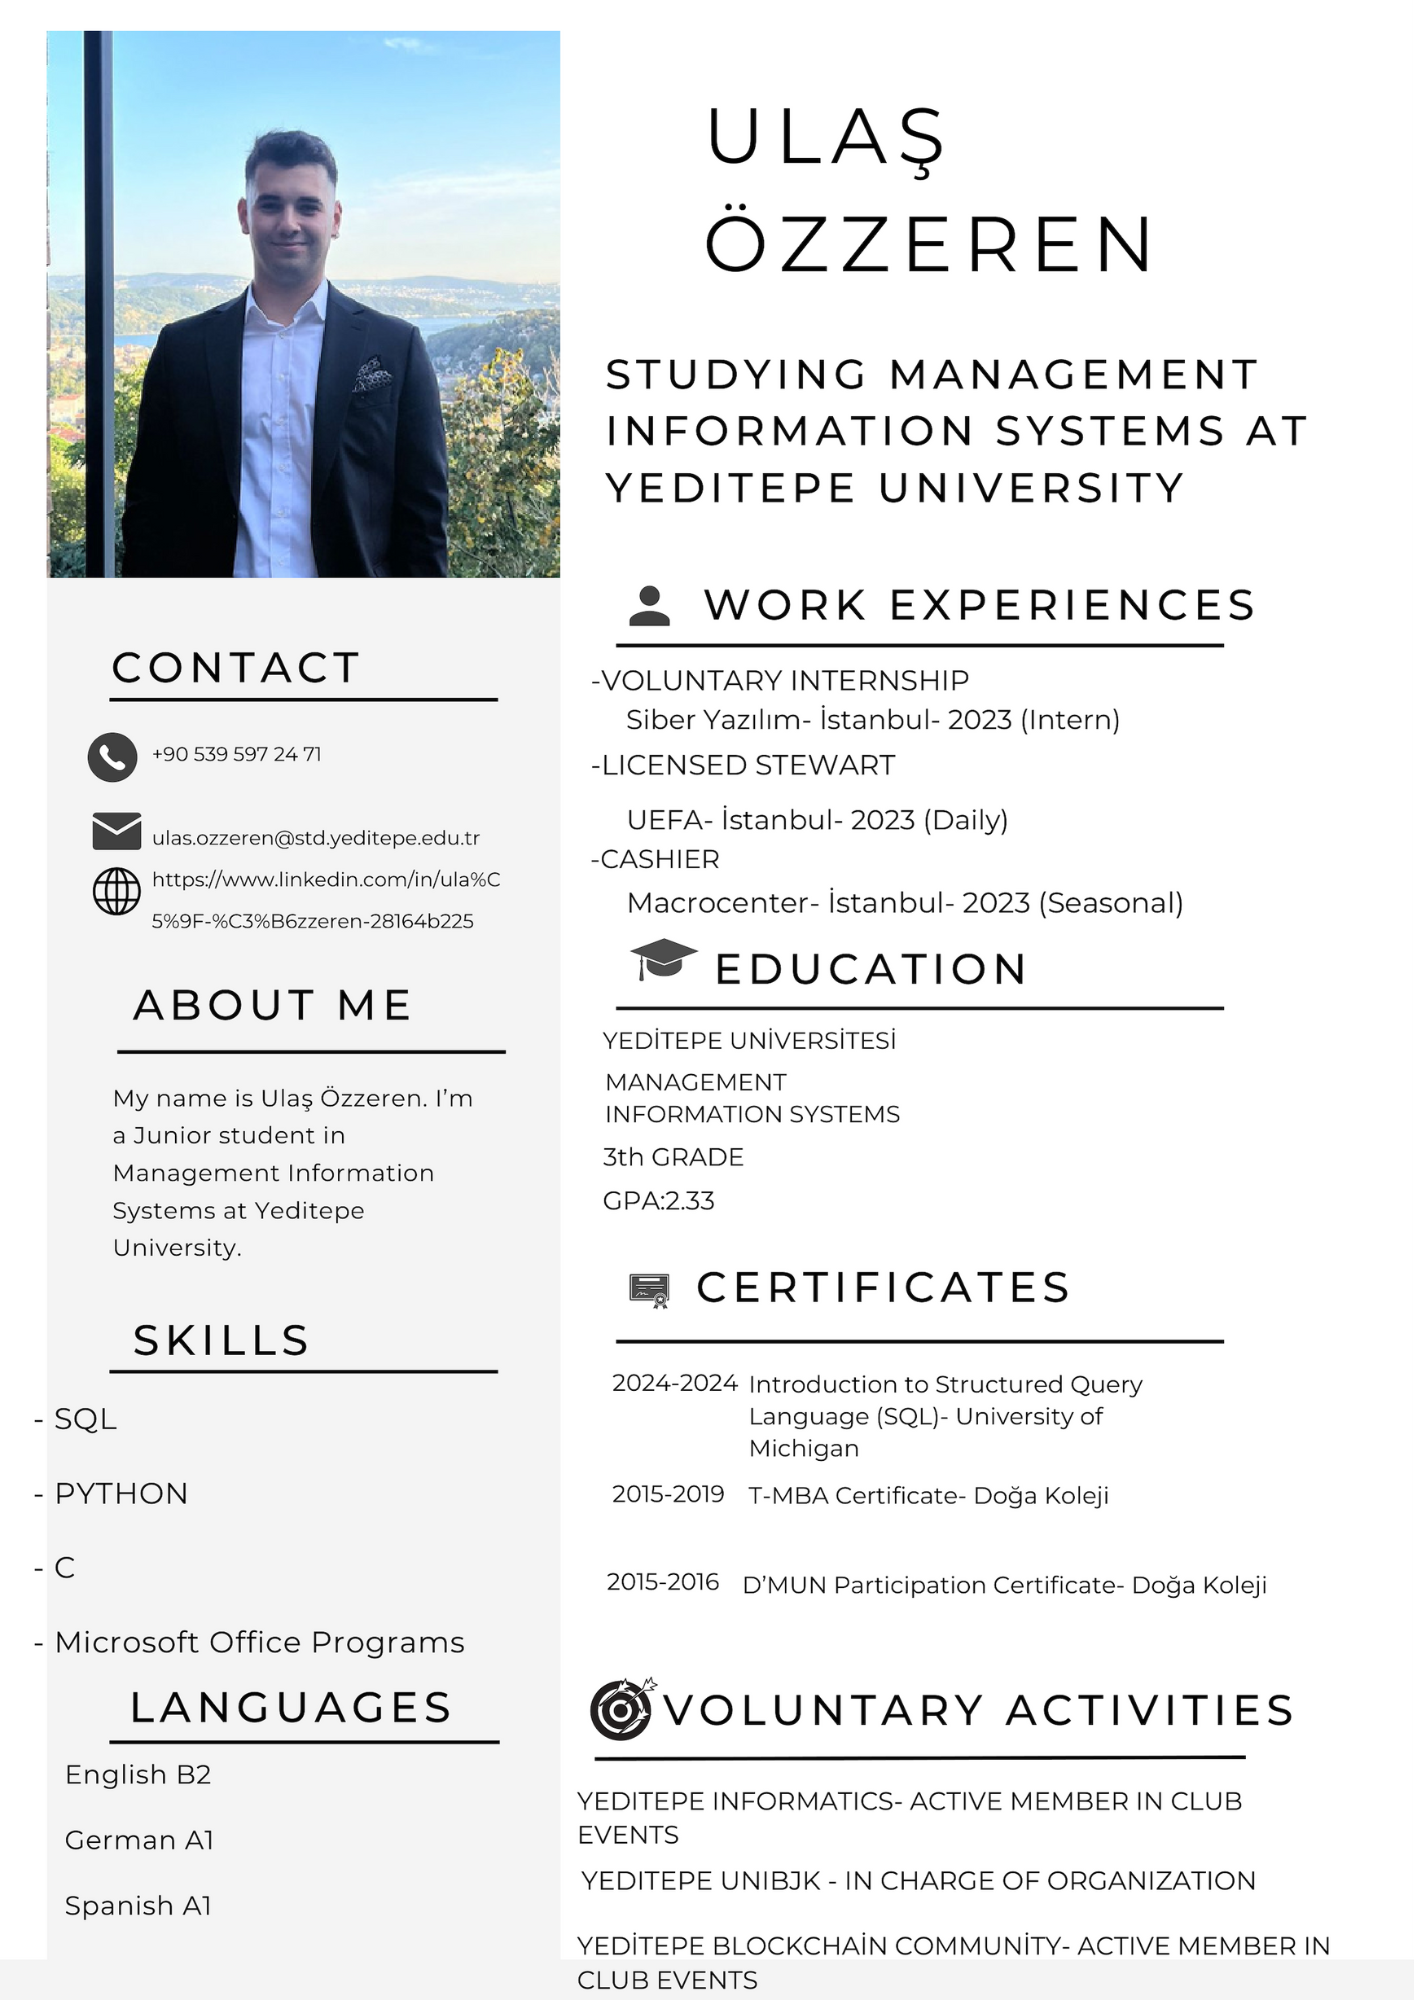 ULAŞ
ÖZZEREN
STUDYING MANAGEMENT
INFORMATION SYSTEMS AT
YEDITEPE UNIVERSITY
CONTACT
+90 539 597 24 71
ulas.ozzeren@std.yeditepe.edu.tr
https://www.linkedin.com/in/ula%C
5%9F-%C3%B6zzeren-28164b225
ABOUT ME
My name is Ulaş Özzeren. I’m
a Junior student in
Management Information
Systems at Yeditepe
University.
SKILLS
- SQL
- PYTHON
- C
- Microsoft Office Programs
LANGUAGES
English B2
German A1
Spanish A1
WORK EXPERIENCES
-VOLUNTARY INTERNSHIP
Siber Yazılım- İstanbul- 2023 (Intern)
-LICENSED STEWART
UEFA- İstanbul- 2023 (Daily)
-CASHIER
Macrocenter- İstanbul- 2023 (Seasonal)
EDUCATION
YEDİTEPE UNİVERSİTESİ
MANAGEMENT
INFORMATION SYSTEMS
3th GRADE
GPA:2.33
CERTIFICATES
2024-2024 Introduction to Structured Query
Language (SQL)- University of
Michigan
2015-2019 T-MBA Certificate- Doğa Koleji
2015-2016 D’MUN Participation Certificate- Doğa Koleji
VOLUNTARY ACTIVITIES
YEDITEPE INFORMATICS- ACTIVE MEMBER IN CLUB
EVENTS
YEDITEPE UNIBJK - IN CHARGE OF ORGANIZATION
YEDİTEPE BLOCKCHAİN COMMUNİTY- ACTIVE MEMBER IN
CLUB EVENTS